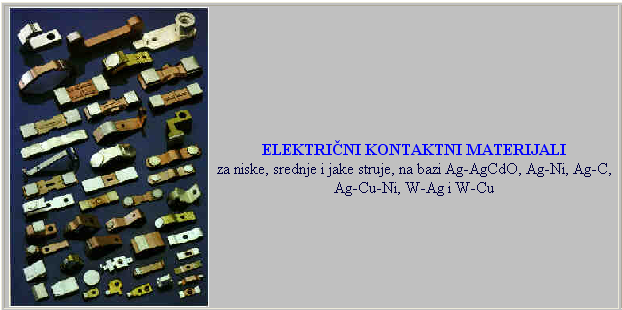 ELEKTRIČNI KONTAKTNI MATERIJALI
za niske, srednje i jake struje, na bazi Ag-AgCdO, Ag-Ni, Ag-C,
Ag-Cu-Ni, W-Ag i W-Cu